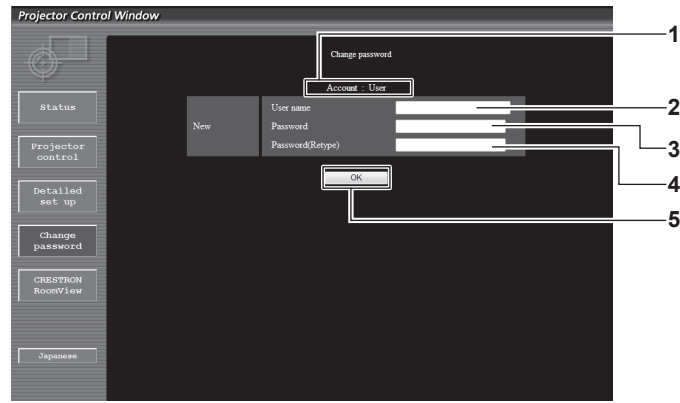 Projector Control Window
1
Change password
Account : User
Status
User name
2
New
Password
3
Projector
control
Password(Retype)
4
OK
Detailed
set up
5
Change
password
CRESTRON
RoomView
Japanese